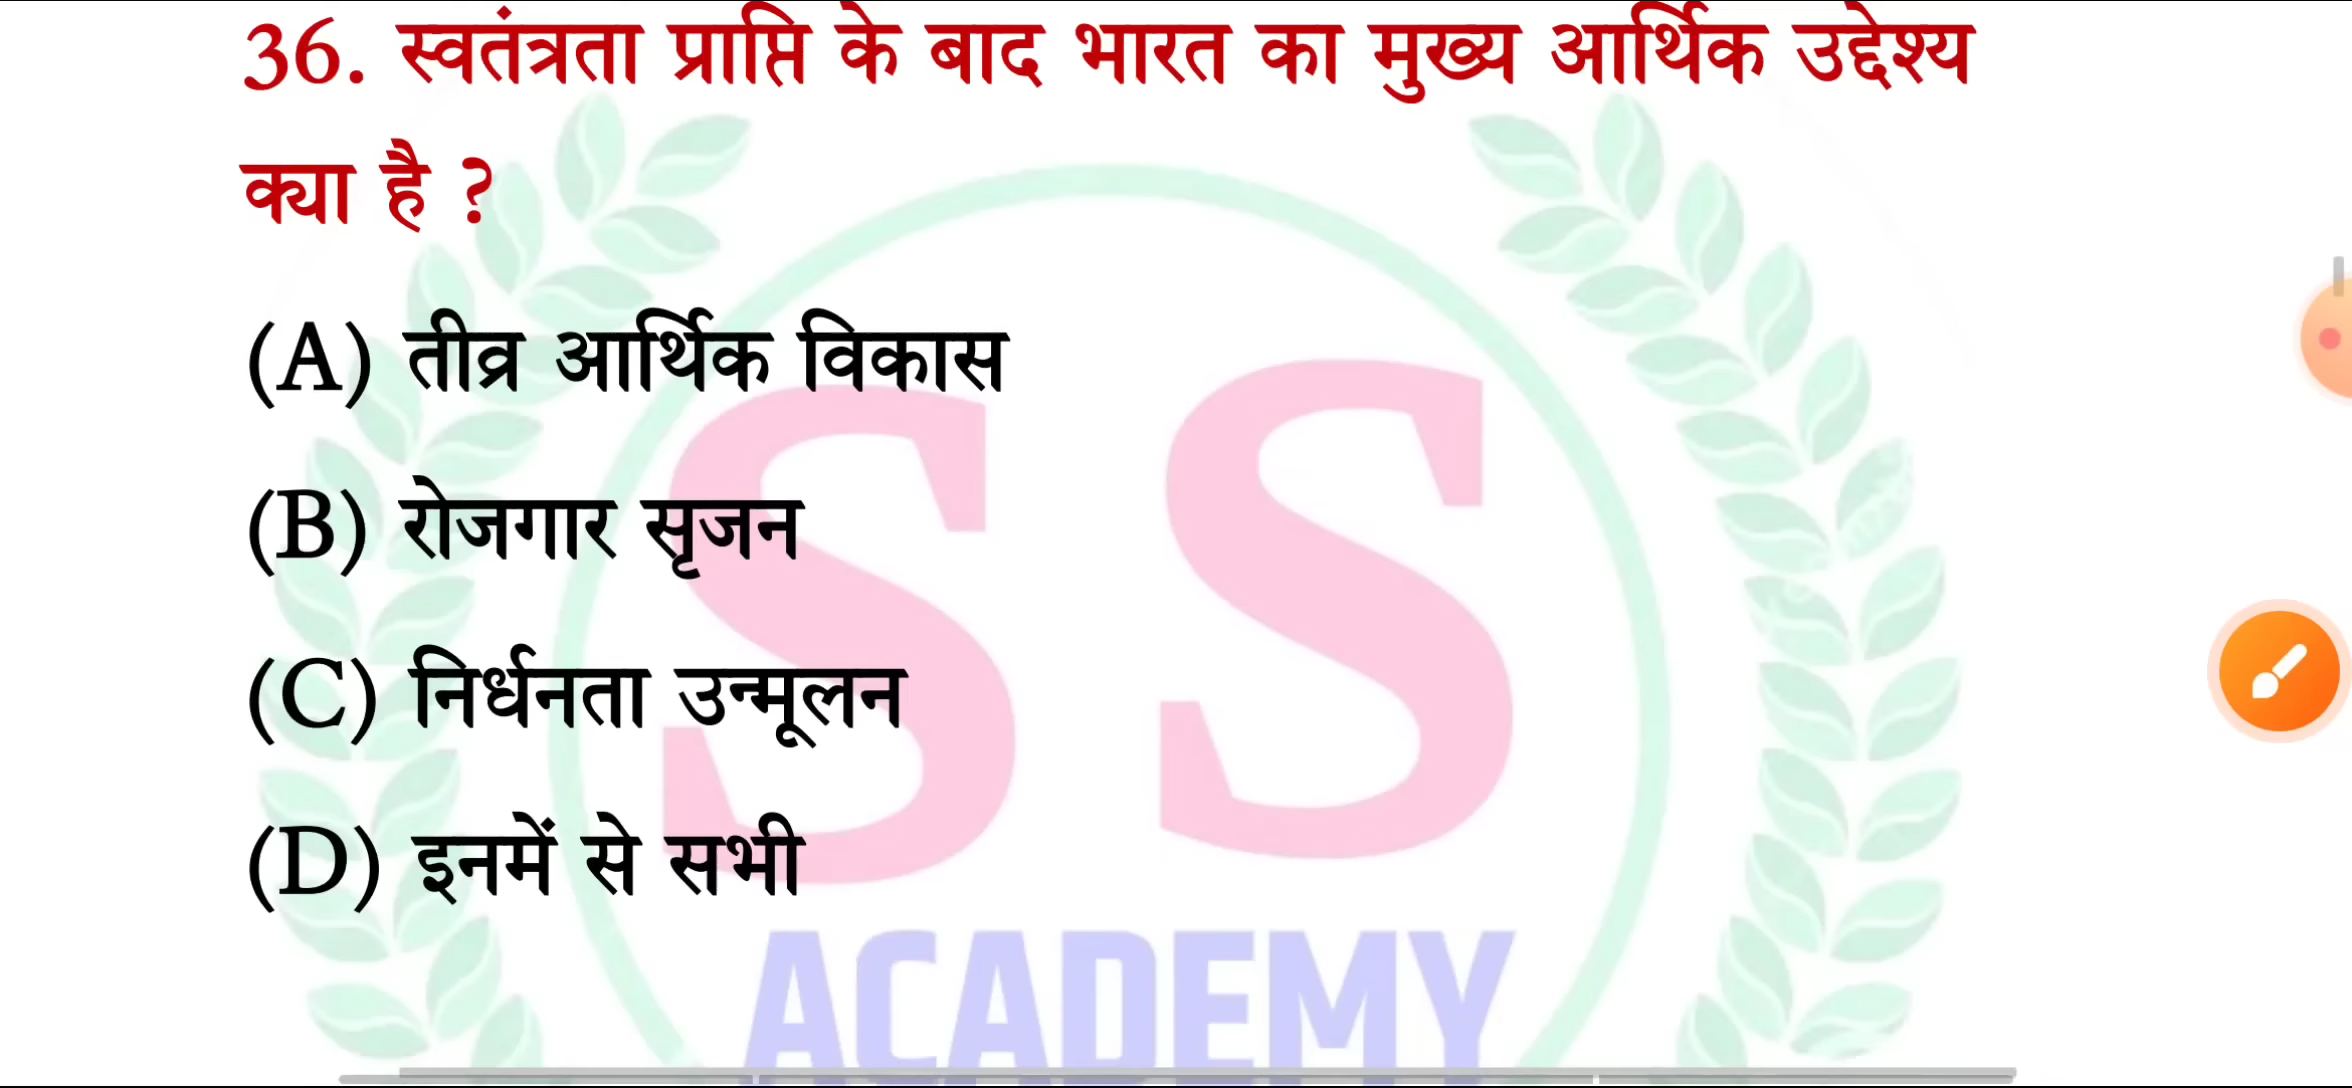 36. स्वतंत्रता प्राप्ति के बाद भारत का मुख्य आर्थिक उद्देश्य
क्या है ?
(A) तीव्र आर्थिक विकास
(B) रोजगार सृजन
(C) निर्धनता उन्मूलन
(D) इनमें से सभी
S S
ACADEMY